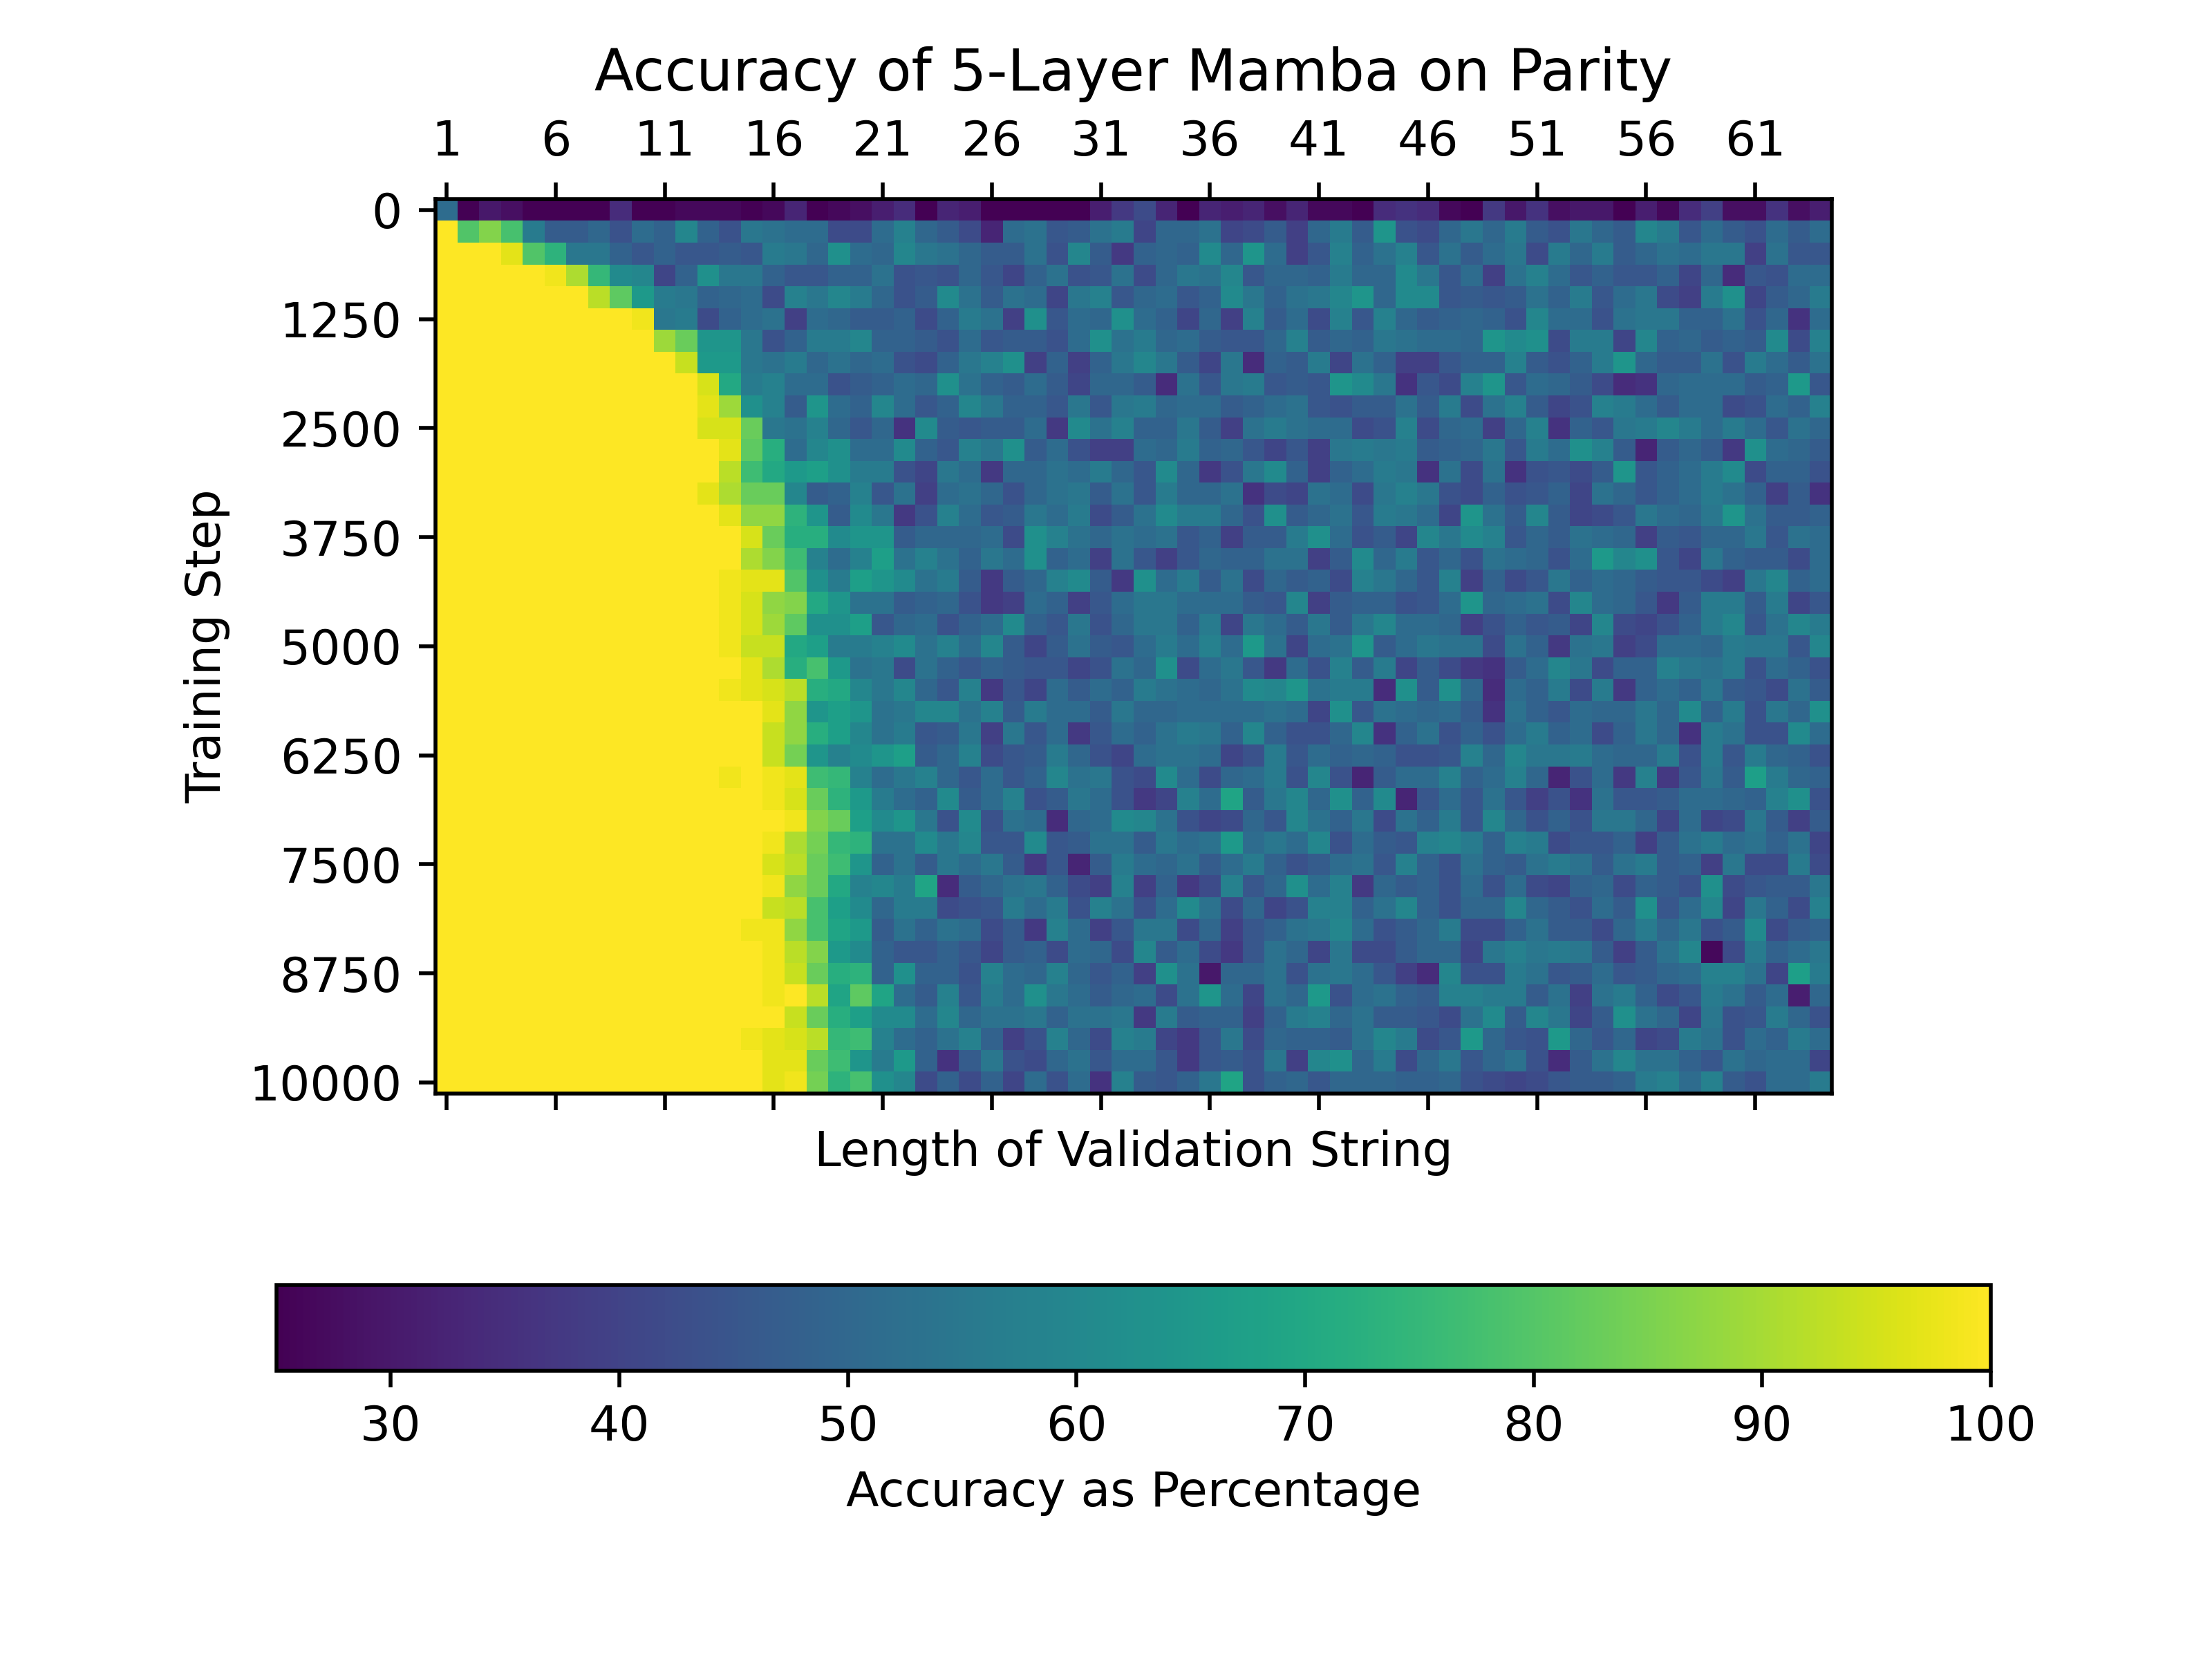 Accuracy of 5-Layer Mamba on Parity
1 6 11 16 21 26 31 36 41 46 51 56 61
0
1250
2500
3750
5000
6250
7500
8750
10000
Training Step
Length of Validation String
30 40 50 60 70 80 90 100
Accuracy as Percentage